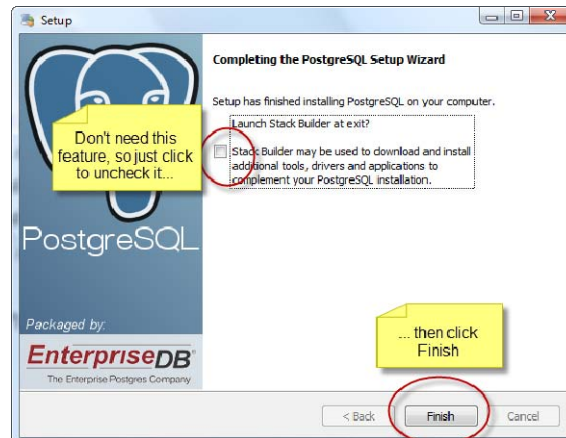 Setup
Completing the PostgreSQL Setup Wizard
Setup has finished installing PostgreSQL on your computer.
Launch Stack Builder at exit?
Stack Builder may be used to download and install
additional tools, drivers and applications to
complement your PostgreSQL installation.
Don't need this
feature, so just click
to uncheck it...
PostgreSQL
Packaged by:
EnterpriseDB
The Enterprise Postgres Company
... then click
Finish
< Back
Finish
Cancel